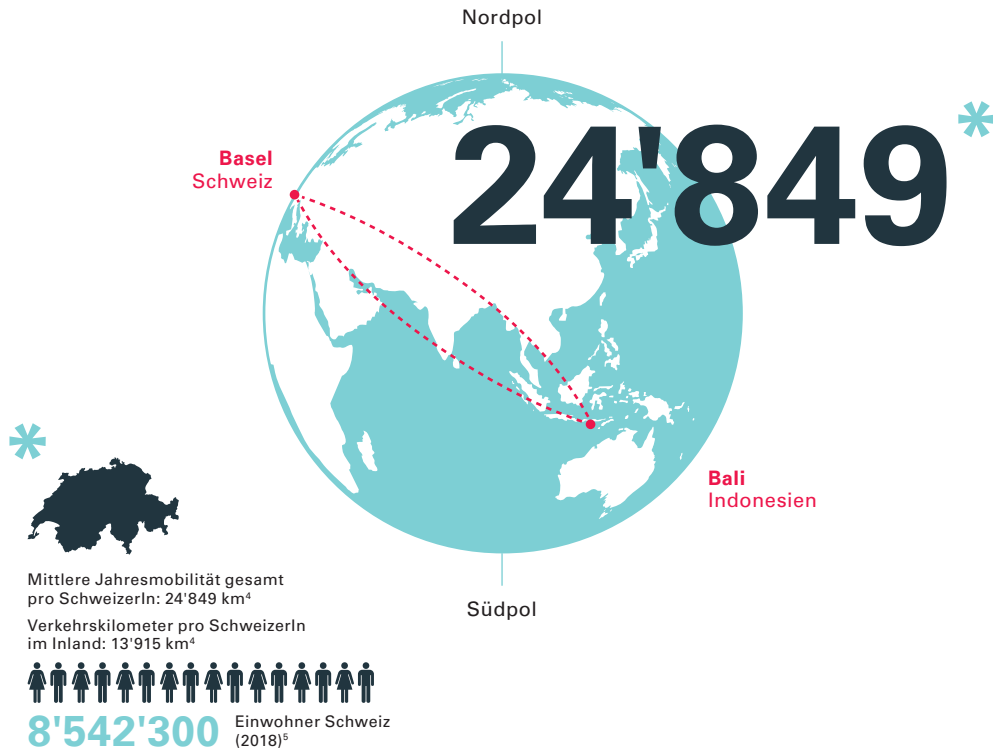 Nordpol
24'849*
Basel
Schweiz
Bali
Indonesien
Südpol
*
Mittlere Jahresmobilität gesamt
pro SchweizerIn: 24'849 km⁴
Verkehrskilometer pro SchweizerIn
im Inland: 13'915 km⁴
8'542'300 Einwohner Schweiz
(2018)⁵